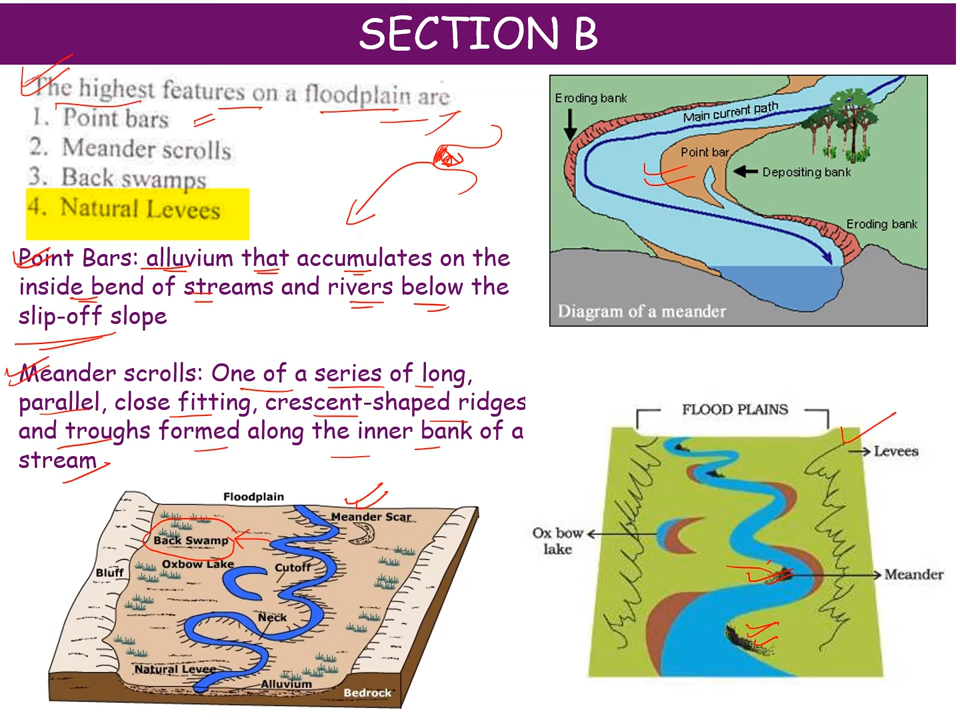 SECTION B
The highest features on a floodplain are
1. Point bars
2. Meander scrolls
3. Back swamps
4. Natural Levees
Point Bars: alluvium that accumulates on the
inside bend of streams and rivers below the
slip-off slope
Meander scrolls: One of a series of long,
parallel, close fitting, crescent-shaped ridges
and troughs formed along the inner bank of a
stream
Eroding bank
Main current path
Point bar
Depositing bank
Eroding bank
Diagram of a meander
Floodplain
Meander Scar
Back Swamp
Oxbow Lake
Cutoff
Bluff
Neck
Natural Levee
Alluvium
Bedrock
FLOOD PLAINS
Levees
Ox bow
lake
Meander